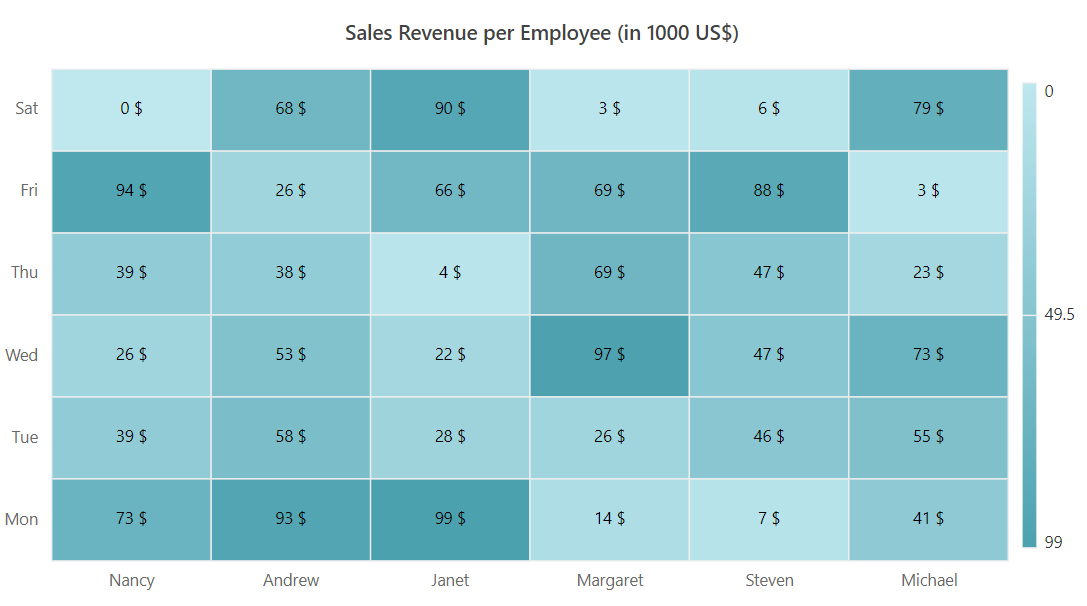 Sales Revenue per Employee (in 1000 US$)
Sat 0 $ 68 $ 90 $ 3 $ 6 $ 79 $
Fri 94 $ 26 $ 66 $ 69 $ 88 $ 3 $
Thu 39 $ 38 $ 4 $ 69 $ 47 $ 23 $
Wed 26 $ 53 $ 22 $ 97 $ 47 $ 73 $
Tue 39 $ 58 $ 28 $ 26 $ 46 $ 55 $
Mon 73 $ 93 $ 99 $ 14 $ 7 $ 41 $
Nancy Andrew Janet Margaret Steven Michael
0
49.5
99